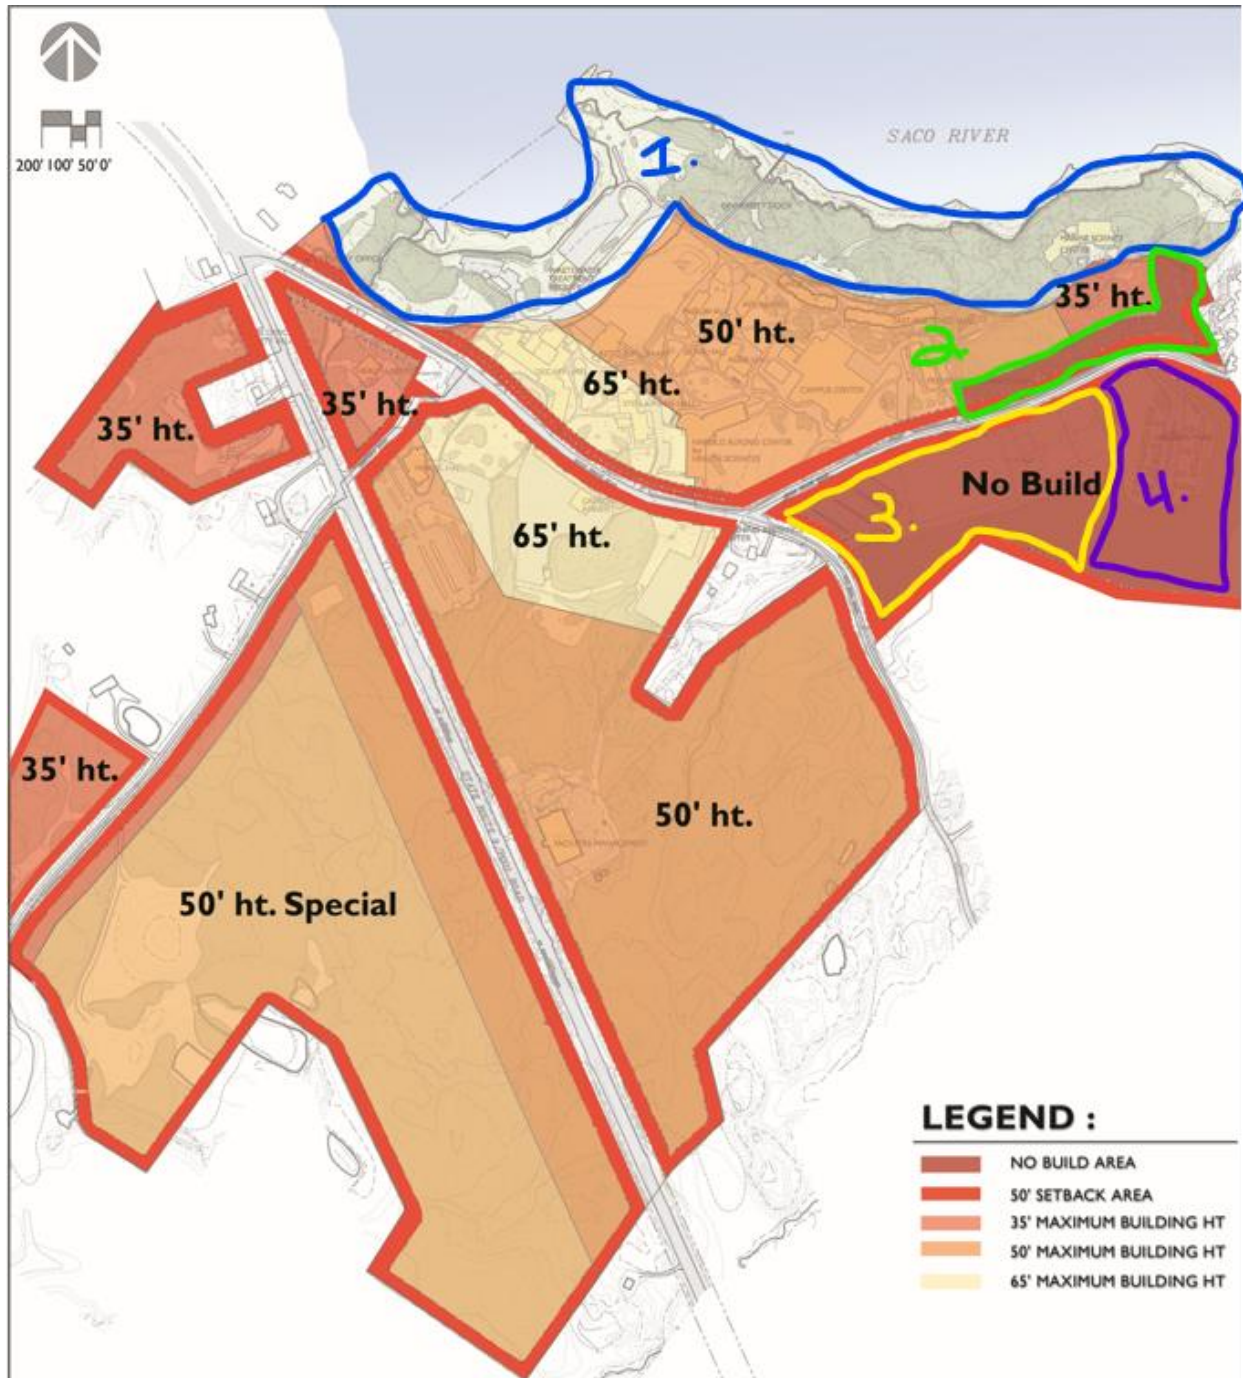 200' 100' 50' 0'
SACO RIVER
1.
35' ht.
2.
50' ht.
65' ht.
35' ht.
35' ht.
No Build
3.
4.
65' ht.
35' ht.
50' ht.
50' ht. Special
LEGEND :
NO BUILD AREA
50' SETBACK AREA
35' MAXIMUM BUILDING HT
50' MAXIMUM BUILDING HT
65' MAXIMUM BUILDING HT